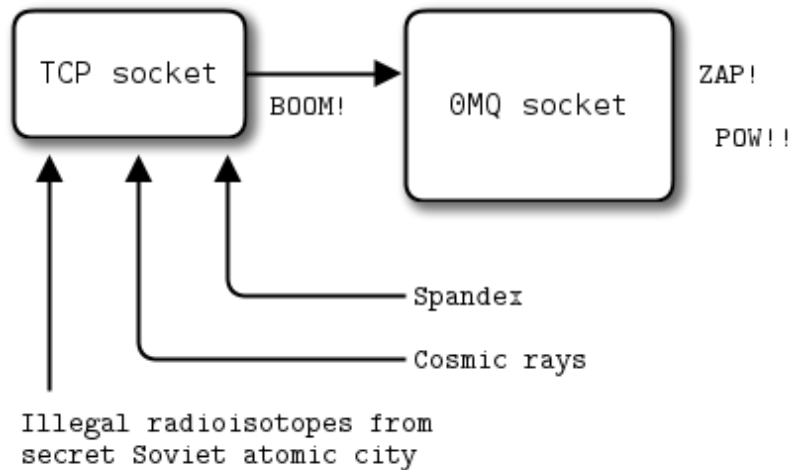 TCP socket
BOOM!
0MQ socket
ZAP!
POW!!
Spandex
Cosmic rays
Illegal radioisotopes from
secret Soviet atomic city